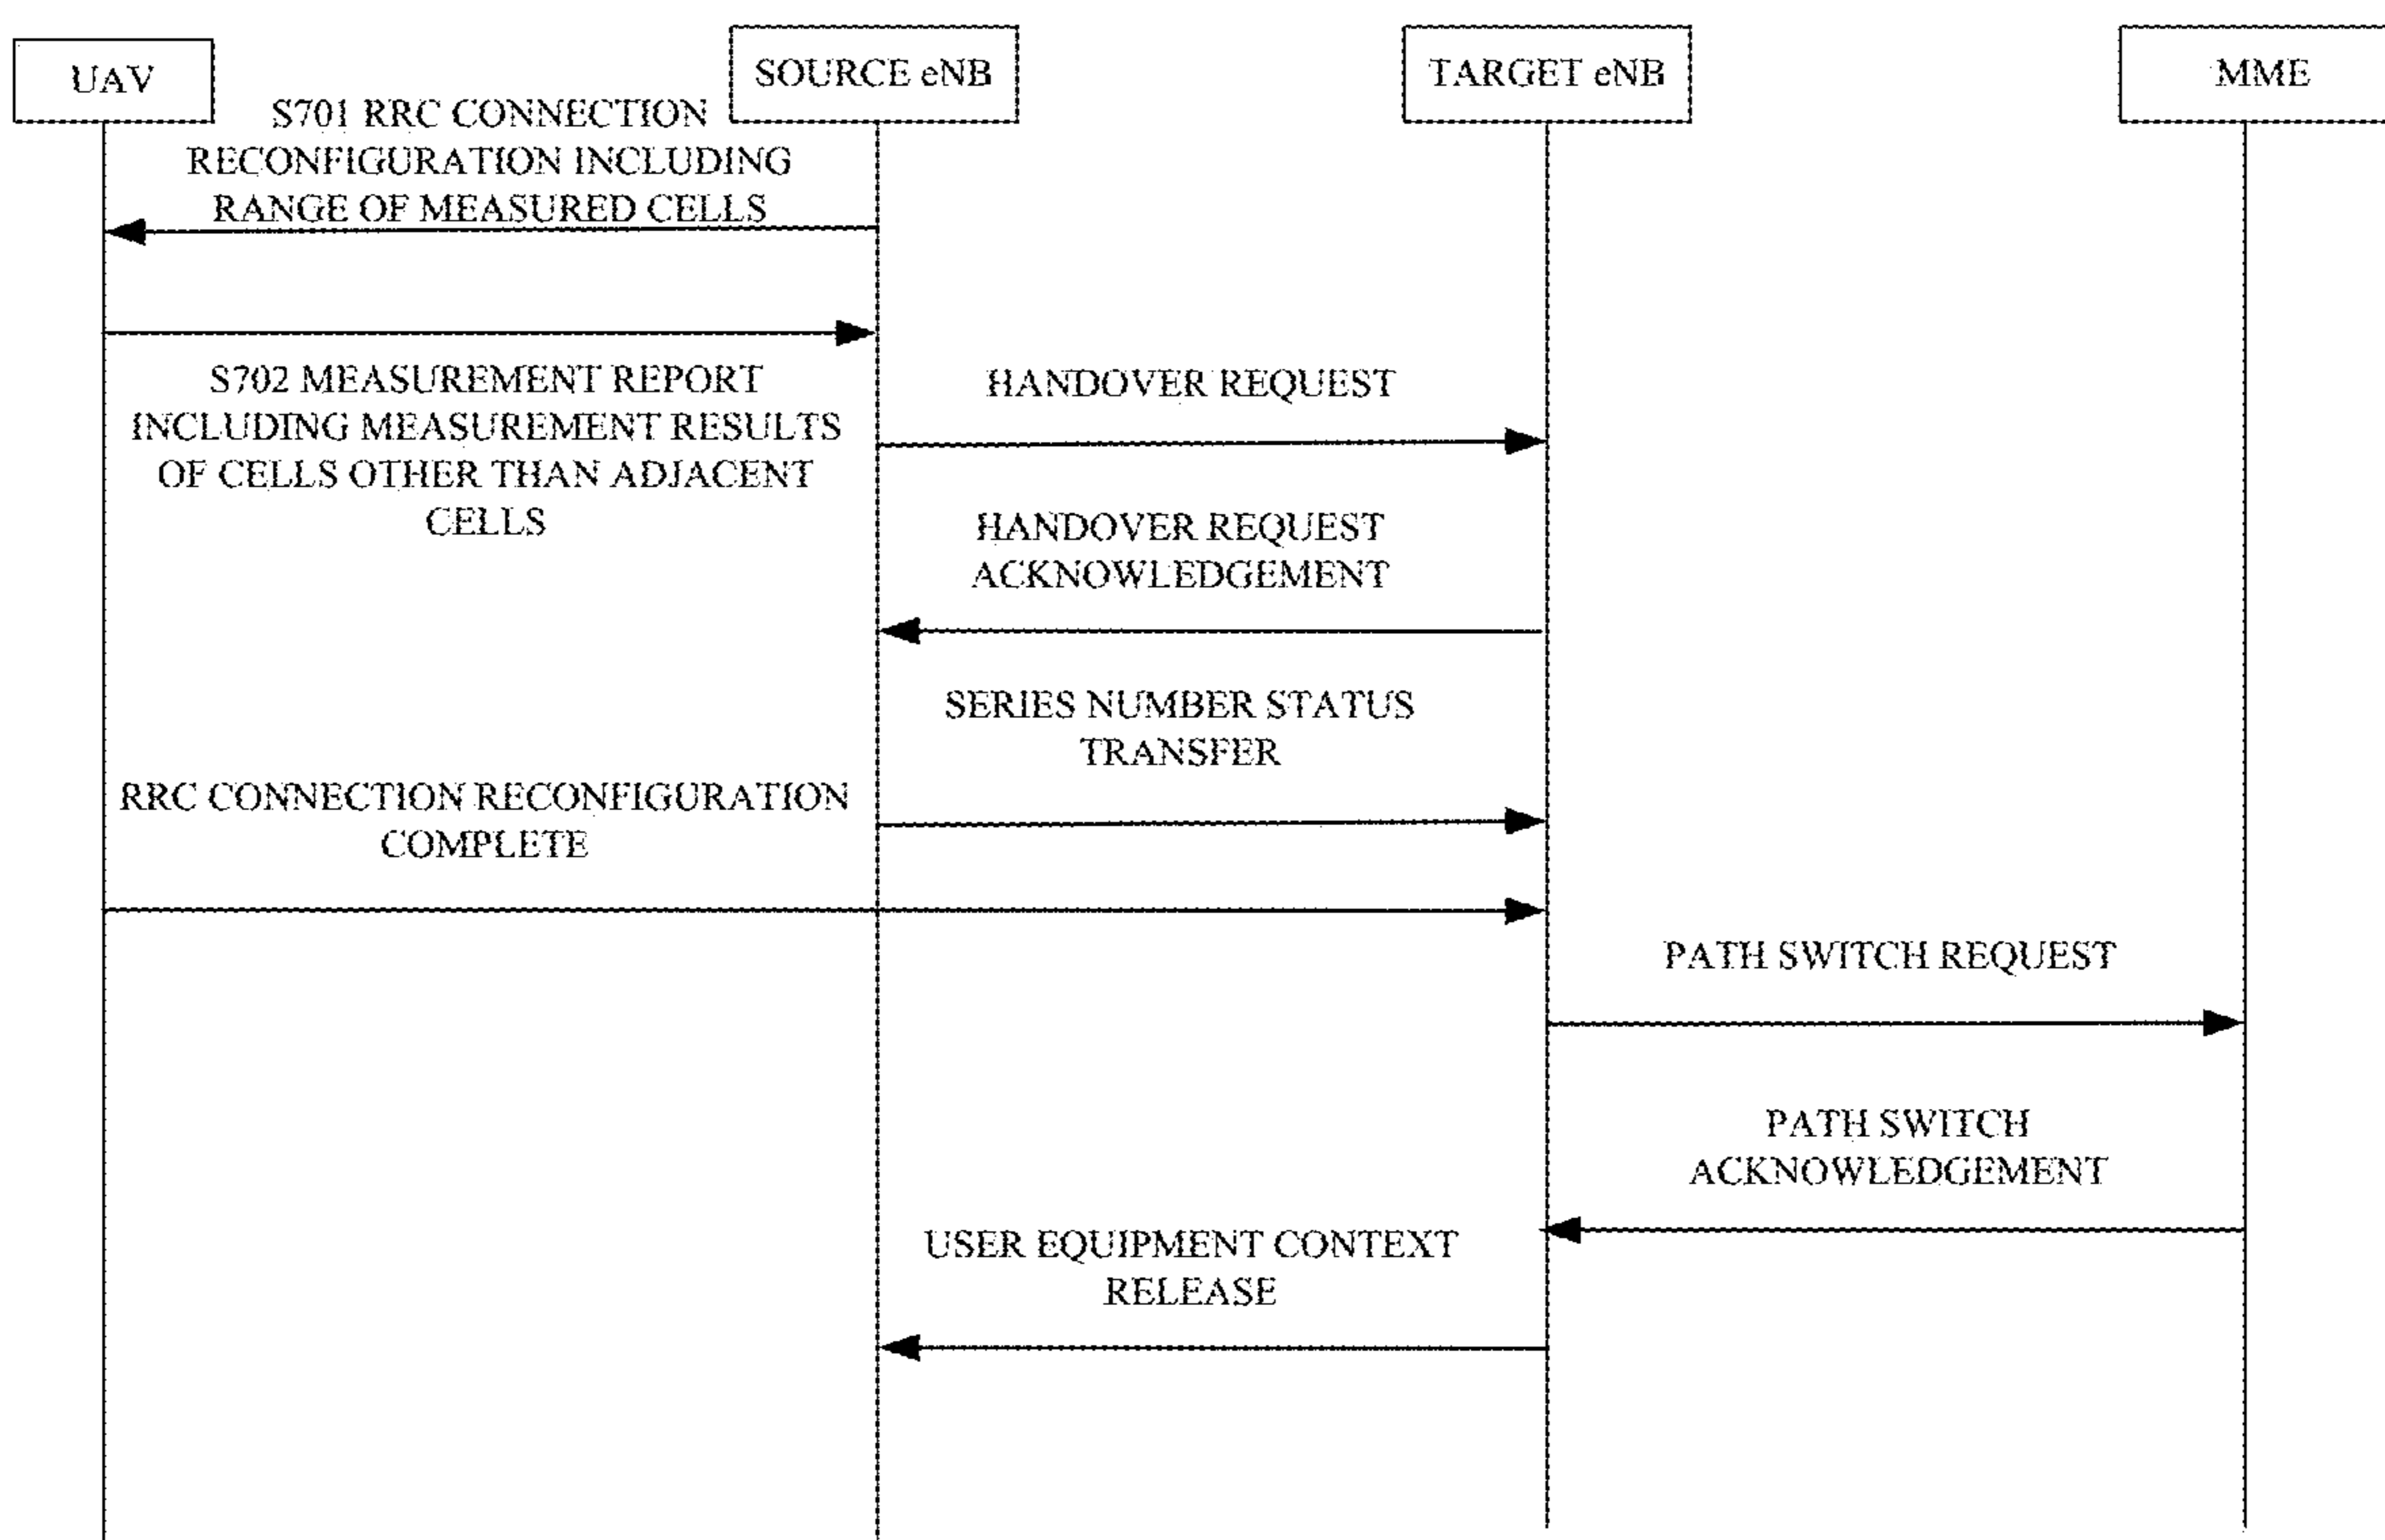 UAV
SOURCE eNB
TARGET eNB
MME
S701 RRC CONNECTION
RECONFIGURATION INCLUDING
RANGE OF MEASURED CELLS
S702 MEASUREMENT REPORT
INCLUDING MEASUREMENT RESULTS
OF CELLS OTHER THAN ADJACENT
CELLS
HANDOVER REQUEST
HANDOVER REQUEST
ACKNOWLEDGEMENT
SERIES NUMBER STATUS
TRANSFER
RRC CONNECTION RECONFIGURATION
COMPLETE
PATH SWITCH REQUEST
PATH SWITCH
ACKNOWLEDGEMENT
USER EQUIPMENT CONTEXT
RELEASE